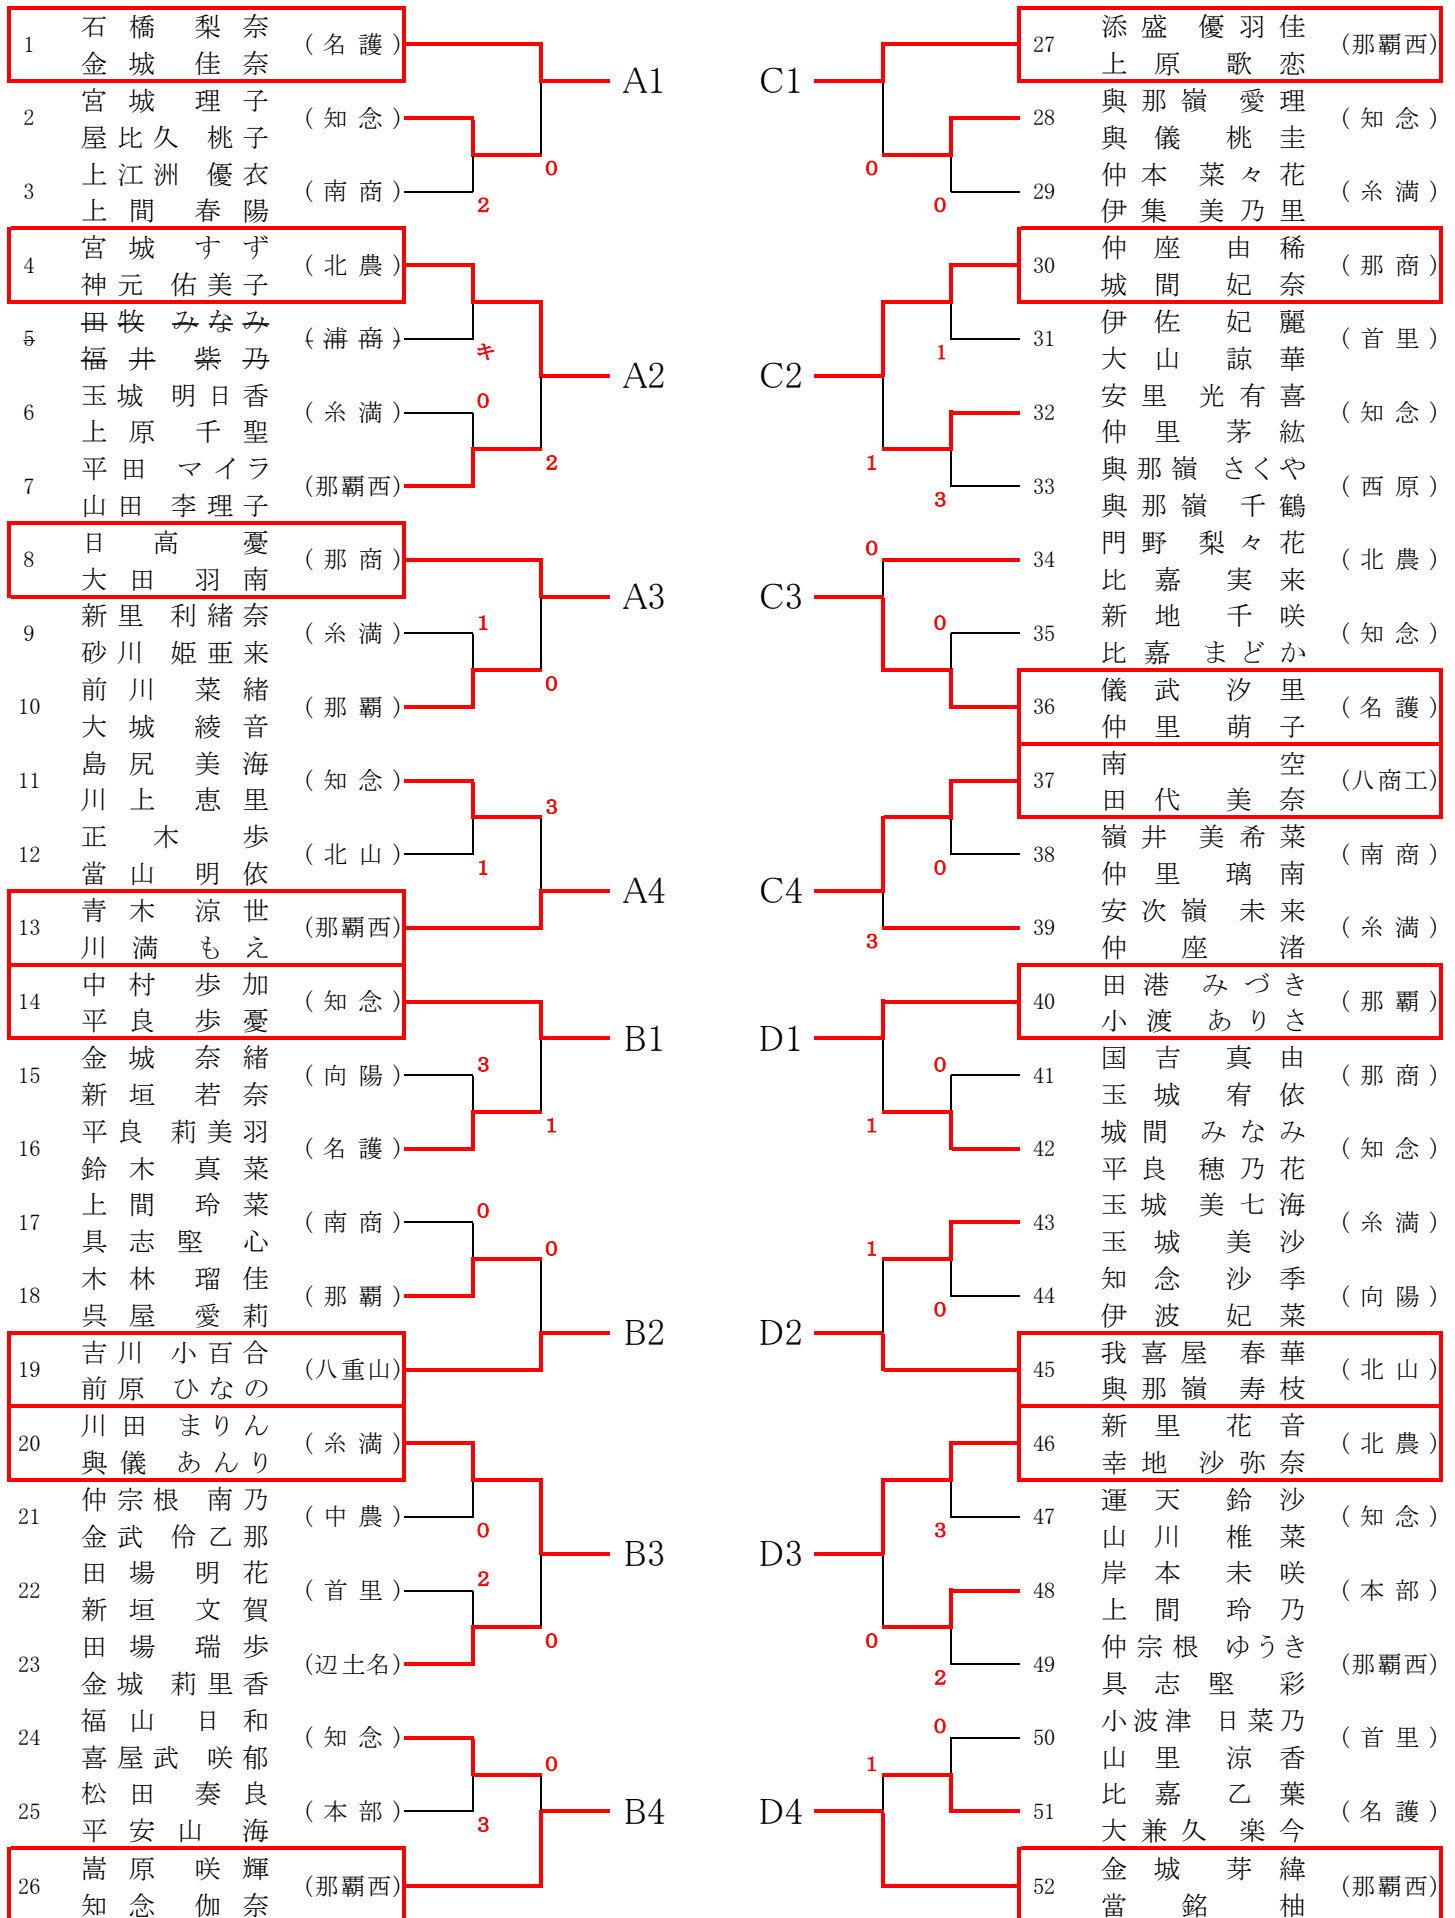 1 石橋 梨奈 (名護)
金城 佳奈
A1
2 宮城 理子 (知念)
屋比久 桃子
0
3 上江洲 優衣 (南商)
上間 春陽
2
4 宮城 すず (北農)
神元 佑美子
5 田牧 みなみ (浦商)
福井 柴乃
キ
A2
6 玉城 明日香 (糸満)
上原 千聖
0
7 平田 マイラ (那覇西)
山田 李理子
2
8 日高 憂 (那商)
大田 羽南
A3
9 新里 利緒奈 (糸満)
砂川 姫亜来
1
10 前川 菜緒 (那覇)
大城 綾音
0
11 島尻 美海 (知念)
川上 恵里
3
12 正木 歩 (北山)
當山 明依
1
A4
13 青木 涼世 (那覇西)
川満 もえ
14 中村 歩加 (知念)
平良 歩憂
B1
15 金城 奈緒 (向陽)
新垣 若奈
3
16 平良 莉美羽 (名護)
鈴木 真菜
1
17 上間 玲菜 (南商)
具志堅 心
0
18 木林 瑠佳 (那覇)
呉屋 愛莉
0
B2
19 吉川 小百合 (八重山)
前原 ひなの
20 川田 まりん (糸満)
與儀 あんり
21 仲宗根 南乃 (中農)
金武 伶乙那
0
B3
22 田場 明花 (首里)
新垣 文賀
2
23 田場 瑞歩 (辺土名)
金城 莉里香
0
24 福山 日和 (知念)
喜屋武 咲郁
0
25 松田 奏良 (本部)
平安山 海
3
B4
26 嵩原 咲輝 (那覇西)
知念 伽奈
C1
27 添盛 優羽佳 (那覇西)
上原 歌恋
28 與那嶺 愛理 (知念)
與儀 桃圭
0
29 仲本 菜々花 (糸満)
伊集 美乃里
0
30 仲座 由稀 (那商)
城間 妃奈
31 伊佐 妃麗 (首里)
大山 諒華
1
C2
32 安里 光有喜 (知念)
仲里 茅紘
1
33 與那嶺 さくや (西原)
與那嶺 千鶴
3
34 門野 梨々花 (北農)
比嘉 実来
0
C3
35 新地 千咲 (知念)
比嘉 まどか
0
36 儀武 汐里 (名護)
仲里 萌子
37 南 空 (八商工)
田代 美奈
38 嶺井 美希菜 (南商)
仲里 璃南
0
C4
39 安次嶺 未来 (糸満)
仲座 渚
3
40 田港 みづき (那覇)
小渡 ありさ
D1
41 国吉 真由 (那商)
玉城 宥依
0
42 城間 みなみ (知念)
平良 穂乃花
1
43 玉城 美七海 (糸満)
玉城 美沙
1
44 知念 沙季 (向陽)
伊波 妃菜
0
D2
45 我喜屋 春華 (北山)
與那嶺 寿枝
46 新里 花音 (北農)
幸地 沙弥奈
47 運天 鈴沙 (知念)
山川 椎菜
3
D3
48 岸本 未咲 (本部)
上間 玲乃
0
49 仲宗根 ゆうき (那覇西)
具志堅 彩
2
50 小波津 日菜乃 (首里)
山里 涼香
0
51 比嘉 乙葉 (名護)
大兼久 楽今
1
D4
52 金城 芽緯 (那覇西)
當銘 柚